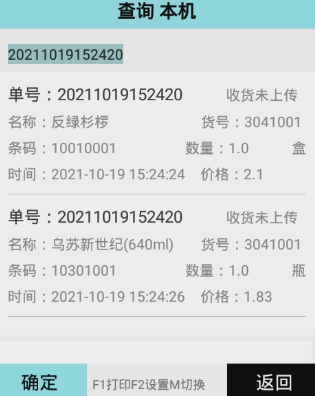 查询 本机
20211019152420
单号：20211019152420 收货未上传
名称：反绿杉椤 货号：3041001
条码：10010001 数量：1.0 盒
时间：2021-10-19 15:24:24 价格：2.1
单号：20211019152420 收货未上传
名称：乌苏新世纪(640ml) 货号：3041001
条码：10301001 数量：1.0 瓶
时间：2021-10-19 15:24:26 价格：1.83
确定 F1打印F2设置M切换 返回